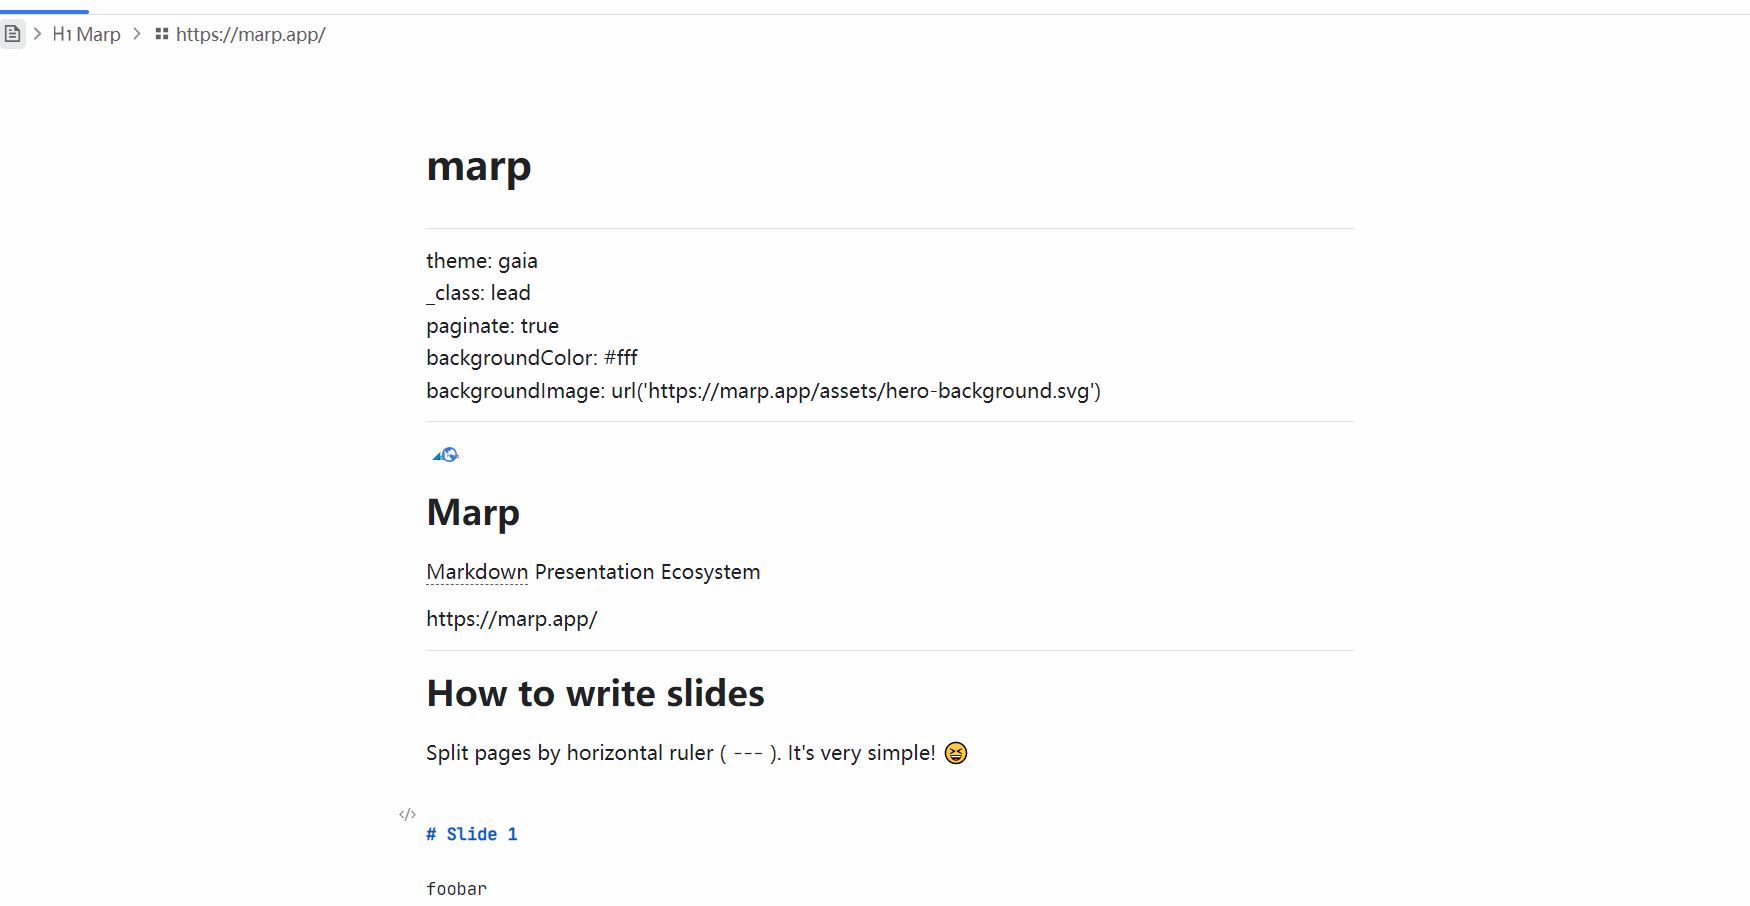 H1 Marp https://marp.app/
marp
theme: gaia
_class: lead
paginate: true
backgroundColor: #fff
backgroundImage: url('https://marp.app/assets/hero-background.svg')
Marp
Markdown Presentation Ecosystem
https://marp.app/
How to write slides
Split pages by horizontal ruler ( --- ). It's very simple! 😆
</>
# Slide 1
foobar